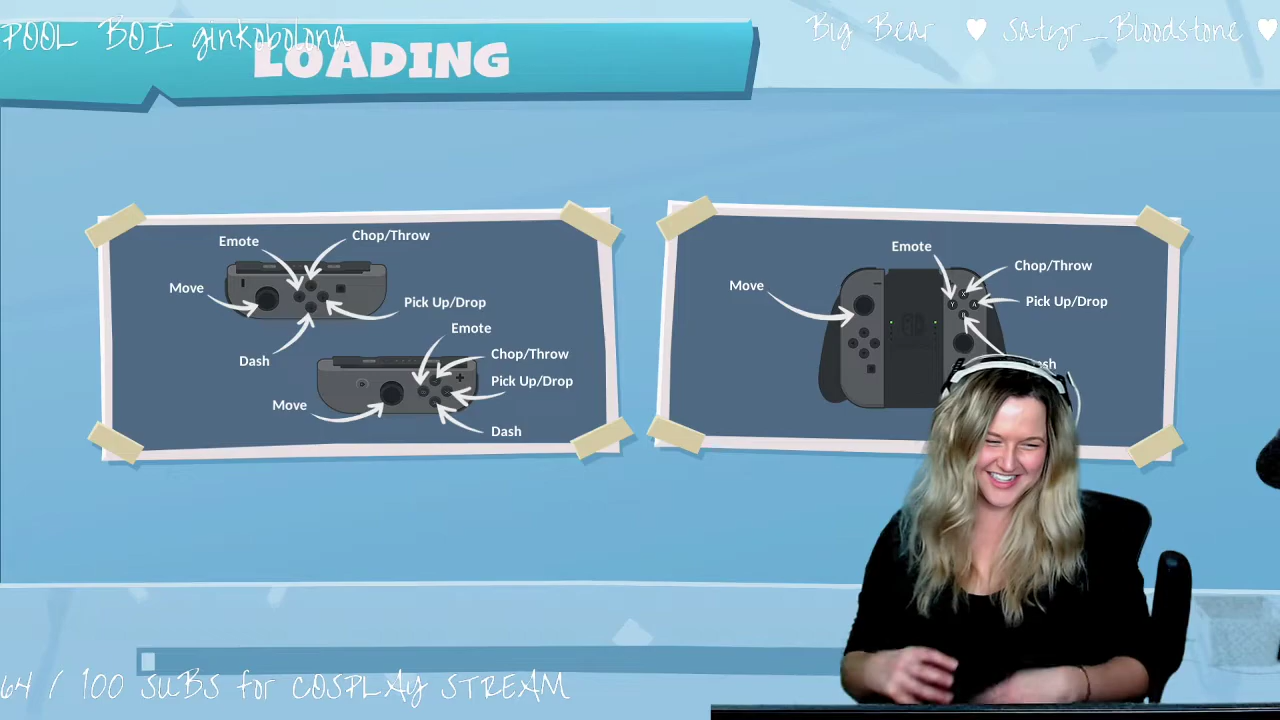 POOL BOI ginkobolona
Big Bear ♥ Satyr_Bloodstone ♥
LOADING
Emote
Chop/Throw
Move
Pick Up/Drop
Dash
Emote
Chop/Throw
Pick Up/Drop
Move
Dash
Emote
Chop/Throw
Move
Pick Up/Drop
Y
X
A
B
64 / 100 SUBS for COSPLAY STREAM